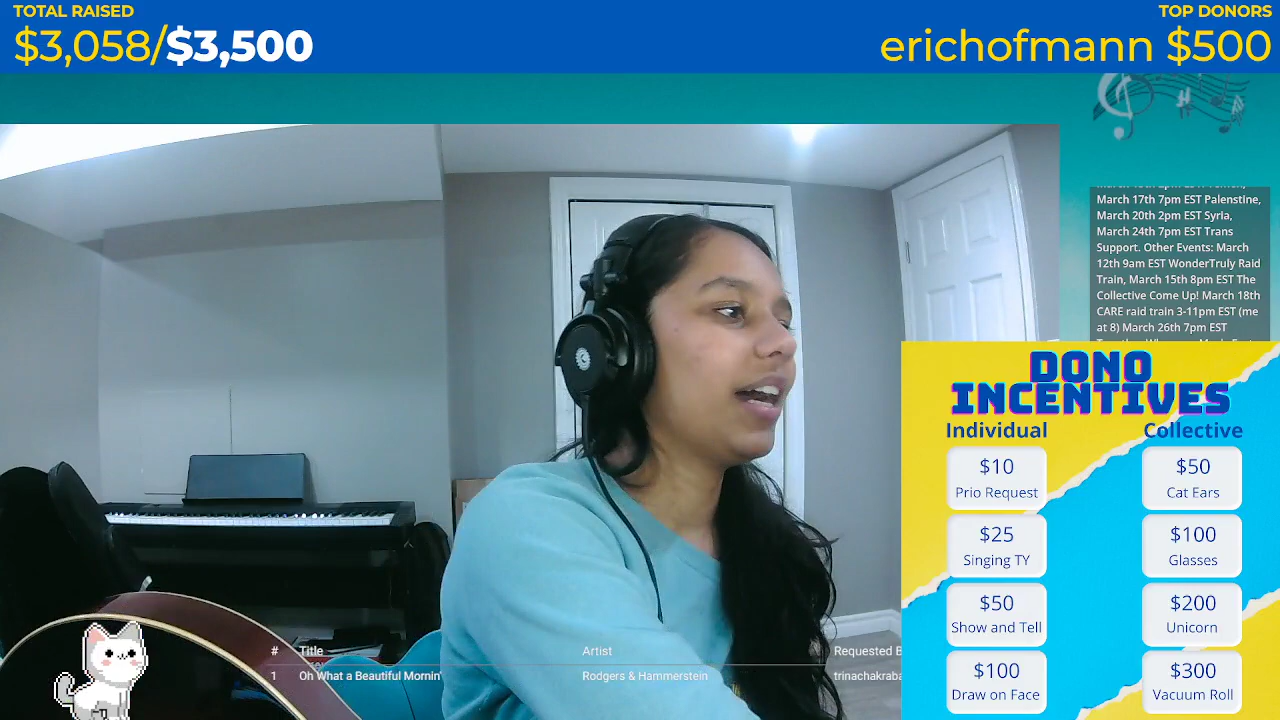 TOTAL RAISED
$3,058/$3,500
TOP DONORS
erichofmann $500
March 17th 7pm EST Palenstine,
March 20th 2pm EST Syria,
March 24th 7pm EST Trans
Support. Other Events: March
12th 9am EST WonderTruly Raid
Train, March 15th 8pm EST The
Collective Come Up! March 18th
CARE raid train 3-11pm EST (me
at 8) March 26th 7pm EST
DONO
INCENTIVES
Individual
Collective
$10
Prio Request
$50
Cat Ears
$25
Singing TY
$100
Glasses
$50
Show and Tell
$200
Unicorn
$100
Draw on Face
$300
Vacuum Roll
# Title Artist Requested B
1 Oh What a Beautiful Mornin' Rodgers & Hammerstein trinachakraba